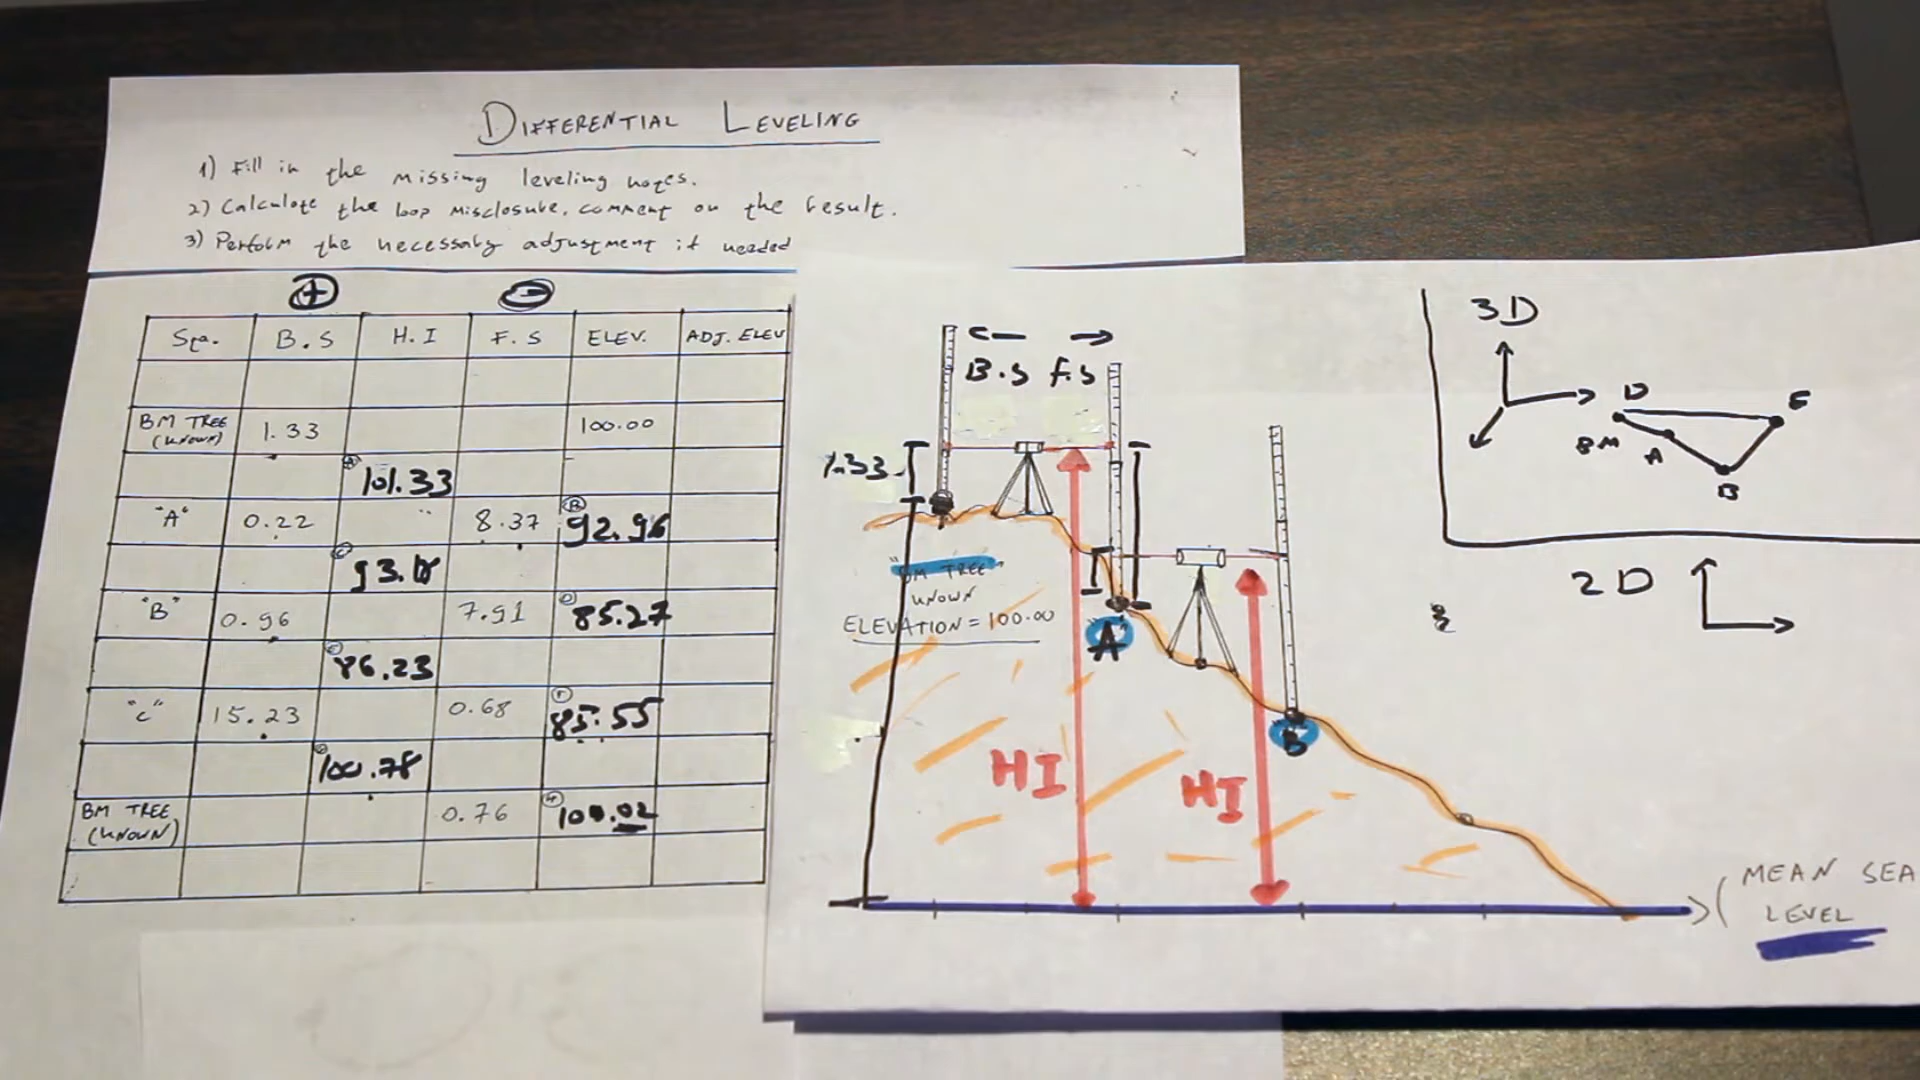 DIFFERENTIAL LEVELING
1) Fill in the missing leveling notes.
2) Calculate the loop misclosure, comment on the result.
3) Perform the necessary adjustment if needed
+ -
Sta. B.S H.I F.S ELEV. ADJ. ELEV
BM TREE (KNOWN) 1.33 100.00
A 101.33
"A" 0.22 8.37 B 92.96
C 93.18
"B" 0.96 7.91 D 85.27
E 86.23
"C" 15.23 0.68 F 85.55
G 100.78
BM TREE (KNOWN) 0.76 H 100.02
B.S F.S
1.33
"BM TREE"
KNOWN
ELEVATION = 100.00
A
B
HI
HI
MEAN SEA
LEVEL
3D
D E
BM A
B
2D